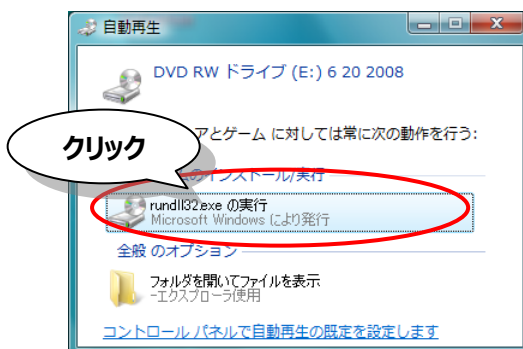 自動再生
DVD RW ドライブ (E:) 6 20 2008
アとゲーム に対しては常に次の動作を行う:
クリック
のインストール/実行
rundll32.exe の実行
Microsoft Windows により発行
全般 のオプション
フォルダを開いてファイルを表示
-エクスプローラ使用
コントロール パネルで自動再生の既定を設定します